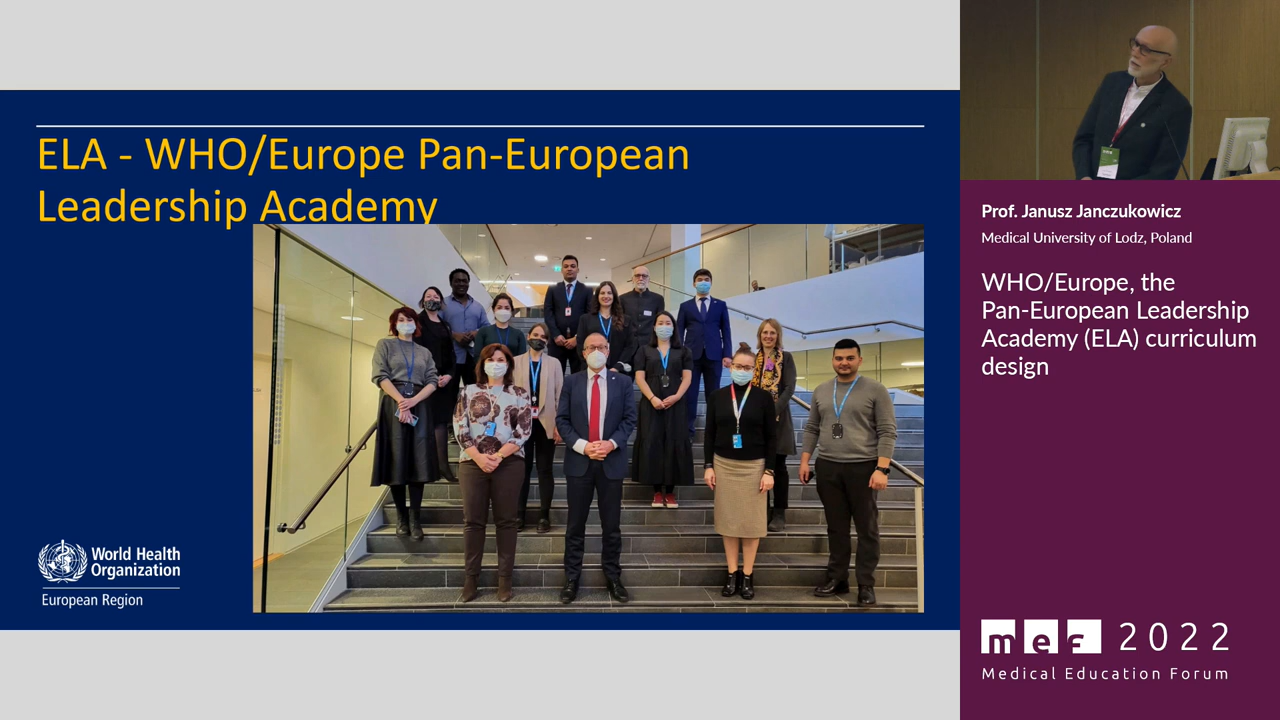 ELA - WHO/Europe Pan-European
Leadership Academy
World Health
Organization
European Region
Prof. Janusz Janczukowicz
Medical University of Lodz, Poland
WHO/Europe, the
Pan-European Leadership
Academy (ELA) curriculum
design
mef 2022
Medical Education Forum